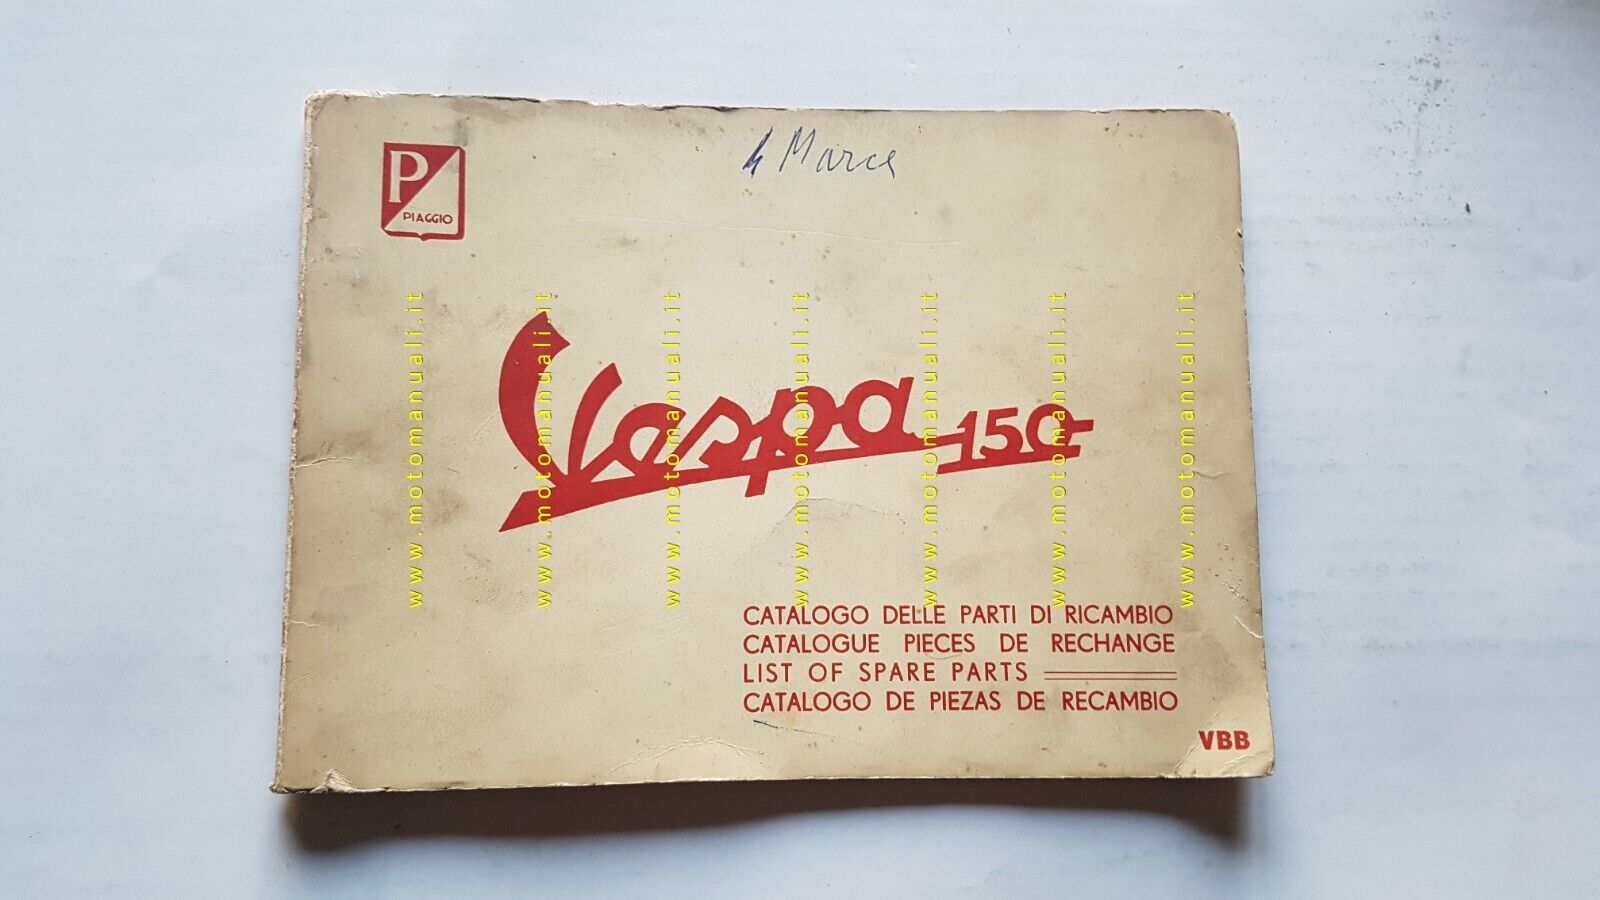 4 Marce
P
PIAGGIO
Vespa 150
www.motomanuali.it
www.motomanuali.it
www.motomanuali.it
www.motomanuali.it
www.motomanuali.it
www.motomanuali.it
www.motomanuali.it
CATALOGO DELLE PARTI DI RICAMBIO
CATALOGUE PIECES DE RECHANGE
LIST OF SPARE PARTS
CATALOGO DE PIEZAS DE RECAMBIO
VBB